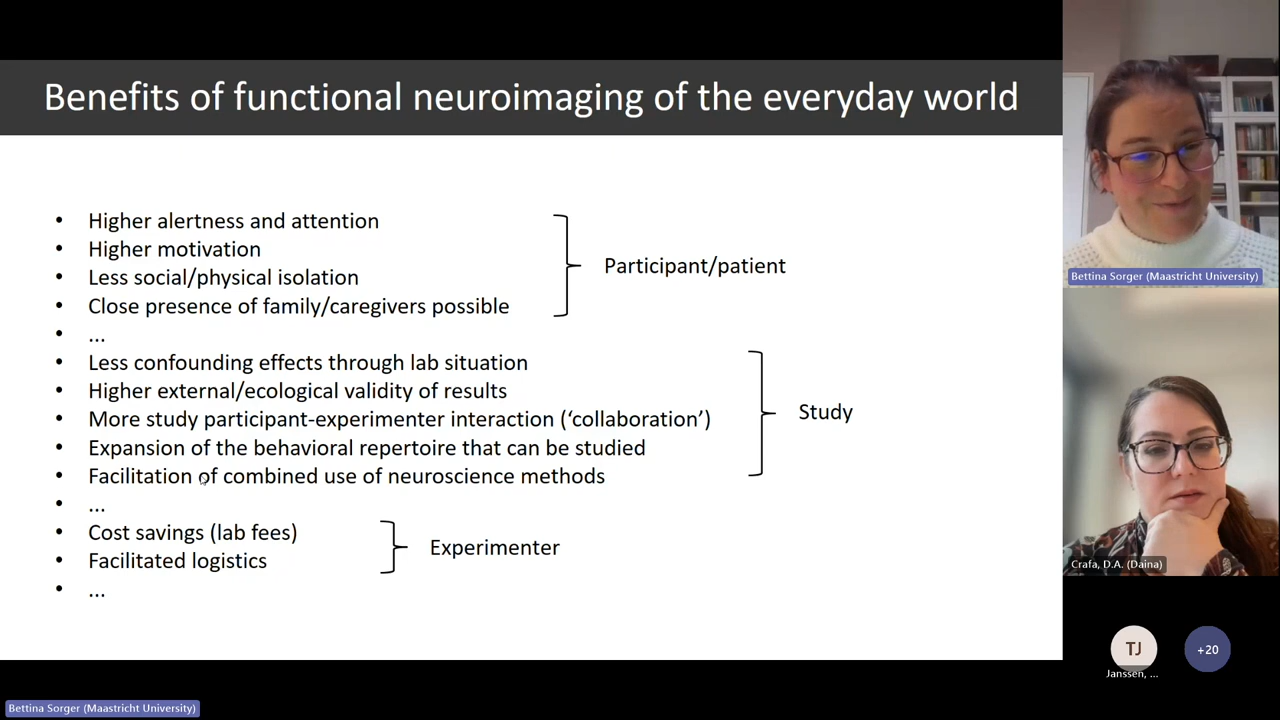 Benefits of functional neuroimaging of the everyday world
• Higher alertness and attention
• Higher motivation
• Less social/physical isolation
• Close presence of family/caregivers possible
• ...
Participant/patient
• Less confounding effects through lab situation
• Higher external/ecological validity of results
• More study participant-experimenter interaction (‘collaboration’)
• Expansion of the behavioral repertoire that can be studied
• Facilitation of combined use of neuroscience methods
• ...
Study
• Cost savings (lab fees)
• Facilitated logistics
• ...
Experimenter
Bettina Sorger (Maastricht University)
Crafa, D.A. (Daina)
TJ
Janssen, ...
+20
Bettina Sorger (Maastricht University)